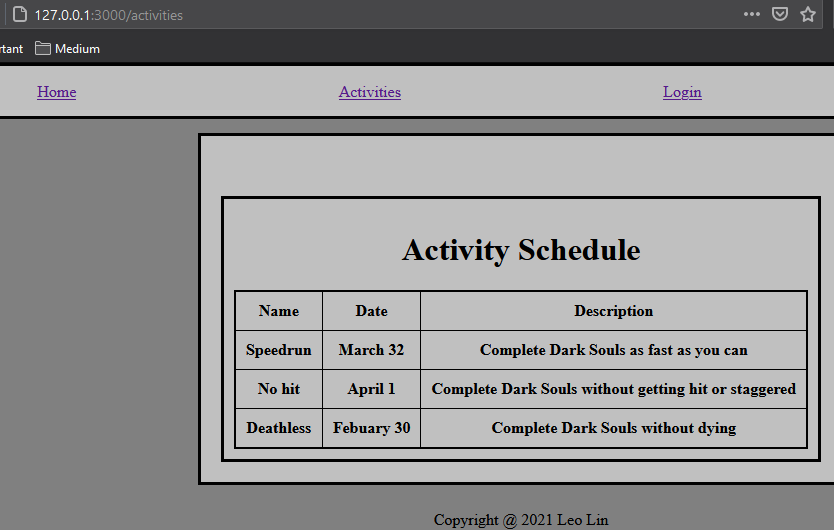 127.0.0.1:3000/activities
rtant Medium
Home Activities Login
Activity Schedule
Name Date Description
Speedrun March 32 Complete Dark Souls as fast as you can
No hit April 1 Complete Dark Souls without getting hit or staggered
Deathless Febuary 30 Complete Dark Souls without dying
Copyright @ 2021 Leo Lin